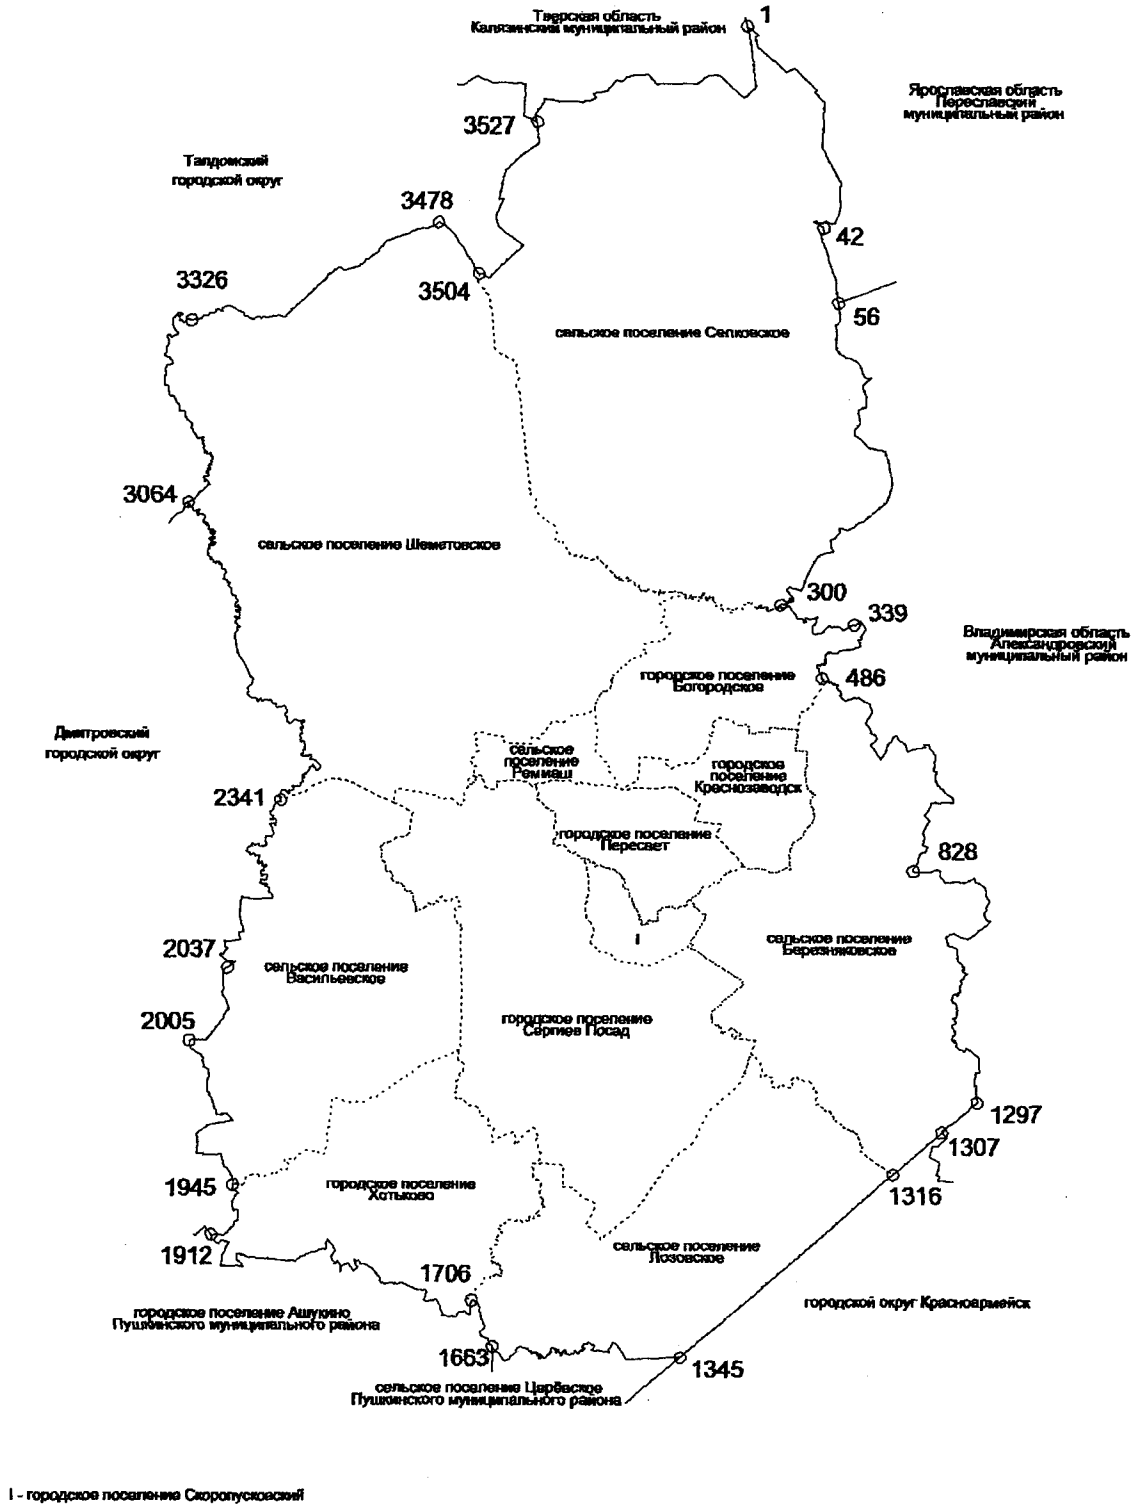 Тверская область
Калязинский муниципальный район
1
Ярославская область
Переславский
муниципальный район
3527
Талдомский
городской округ
3478
42
3326
3504
56
сельское поселение Селковское
3064
сельское поселение Шеметовское
300
339
Владимирская область
Александровский
муниципальный район
городское поселение
Богородское
486
Дмитровский
городской округ
сельское
поселение
Реммаш
городское
поселение
Краснозаводск
2341
городское поселение
Пересвет
828
2037
I
сельское поселение
Березняковское
сельское поселение
Васильевское
2005
городское поселение
Сергиев Посад
1297
1307
1945
городское поселение
Хотьково
1316
1912
сельское поселение
Лозовское
1706
городское поселение Ашукино
Пушкинского муниципального района
городской округ Красноармейск
1663
1345
сельское поселение Царёвское
Пушкинского муниципального района
I - городское поселение Скоропусковский